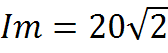 Im = 20√2